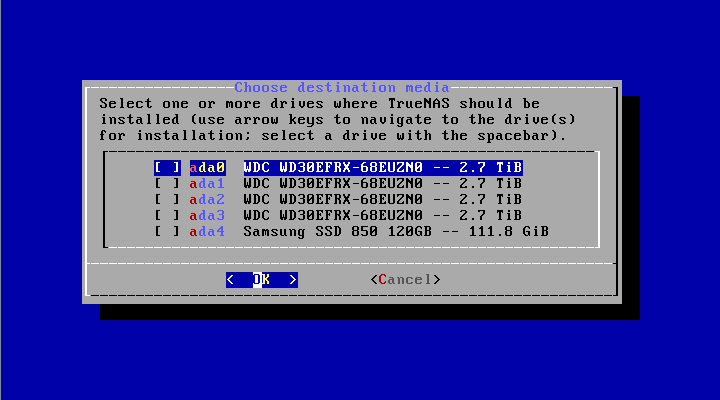 Choose destination media
Select one or more drives where TrueNAS should be
installed (use arrow keys to navigate to the drive(s)
for installation; select a drive with the spacebar).
[ ] ada0 WDC WD30EFRX-68EUZN0 -- 2.7 TiB
[ ] ada1 WDC WD30EFRX-68EUZN0 -- 2.7 TiB
[ ] ada2 WDC WD30EFRX-68EUZN0 -- 2.7 TiB
[ ] ada3 WDC WD30EFRX-68EUZN0 -- 2.7 TiB
[ ] ada4 Samsung SSD 850 120GB -- 111.8 GiB
< OK > <Cancel>